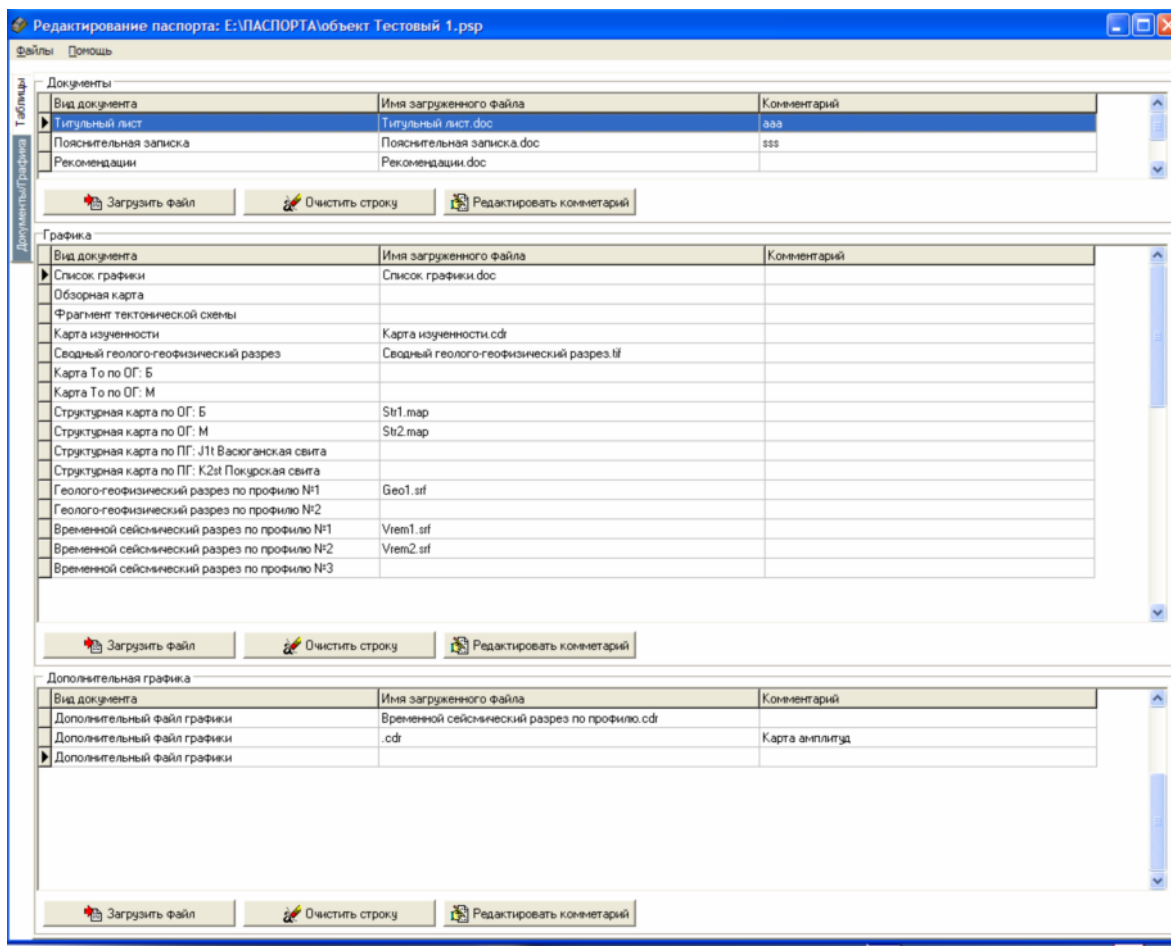 Редактирование паспорта: E:\ПАСПОРТА\объект Тестовый 1.psp
Файлы Помощь
Таблицы
Документы/Графика
Документы
Вид документа Имя загруженного файла Комментарий
Титульный лист Титульный лист.doc aaa
Пояснительная записка Пояснительная записка.doc sss
Рекомендации Рекомендации.doc
Загрузить файл Очистить строку Редактировать комметарий
Графика
Вид документа Имя загруженного файла Комментарий
Список графики Список графики.doc
Обзорная карта
Фрагмент тектонической схемы
Карта изученности Карта изученности.cdr
Сводный геолого-геофизический разрез Сводный геолого-геофизический разрез.tif
Карта То по ОГ: Б
Карта То по ОГ: М
Структурная карта по ОГ: Б Str1.map
Структурная карта по ОГ: М Str2.map
Структурная карта по ПГ: J1t Васюганская свита
Структурная карта по ПГ: K2st Покурская свита
Геолого-геофизический разрез по профилю №1 Geo1.srf
Геолого-геофизический разрез по профилю №2
Временной сейсмический разрез по профилю №1 Vrem1.srf
Временной сейсмический разрез по профилю №2 Vrem2.srf
Временной сейсмический разрез по профилю №3
Загрузить файл Очистить строку Редактировать комметарий
Дополнительная графика
Вид документа Имя загруженного файла Комментарий
Дополнительный файл графики Временной сейсмический разрез по профилю.cdr
Дополнительный файл графики .cdr Карта амплитуд
Дополнительный файл графики
Загрузить файл Очистить строку Редактировать комметарий